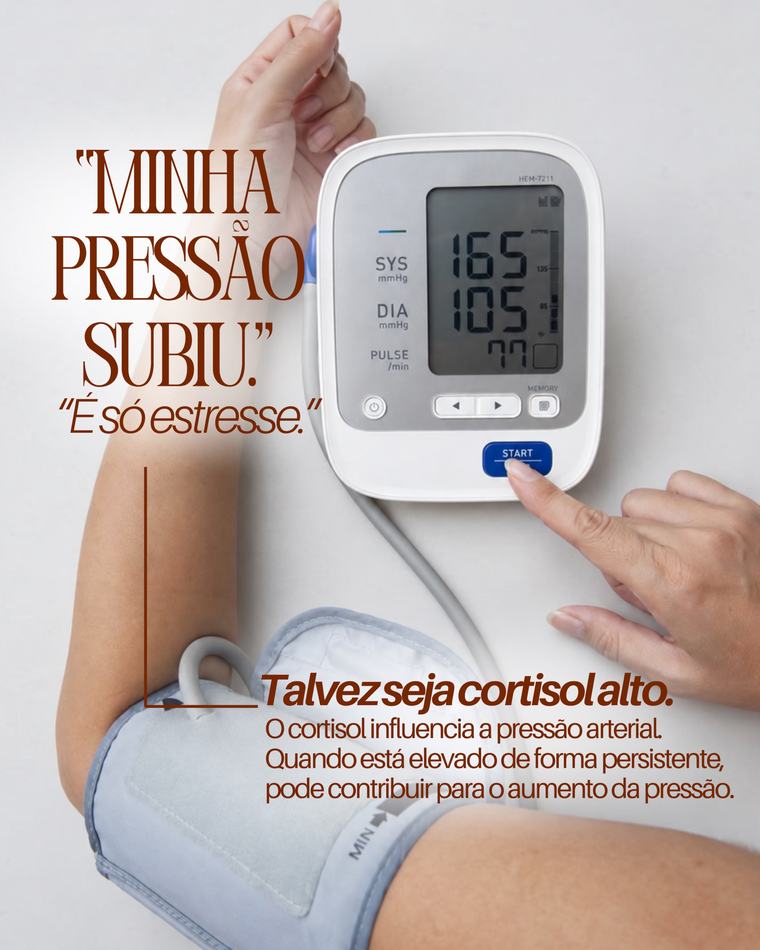 “MINHA
PRESSÃO
SUBIU.”
“É só estresse.”
HEM-7211
SYS
mmHg
165
135
DIA
mmHg
105
85
PULSE
/min
77
MEMORY
START
Talvez seja cortisol alto.
O cortisol influencia a pressão arterial.
Quando está elevado de forma persistente,
pode contribuir para o aumento da pressão.
MIN